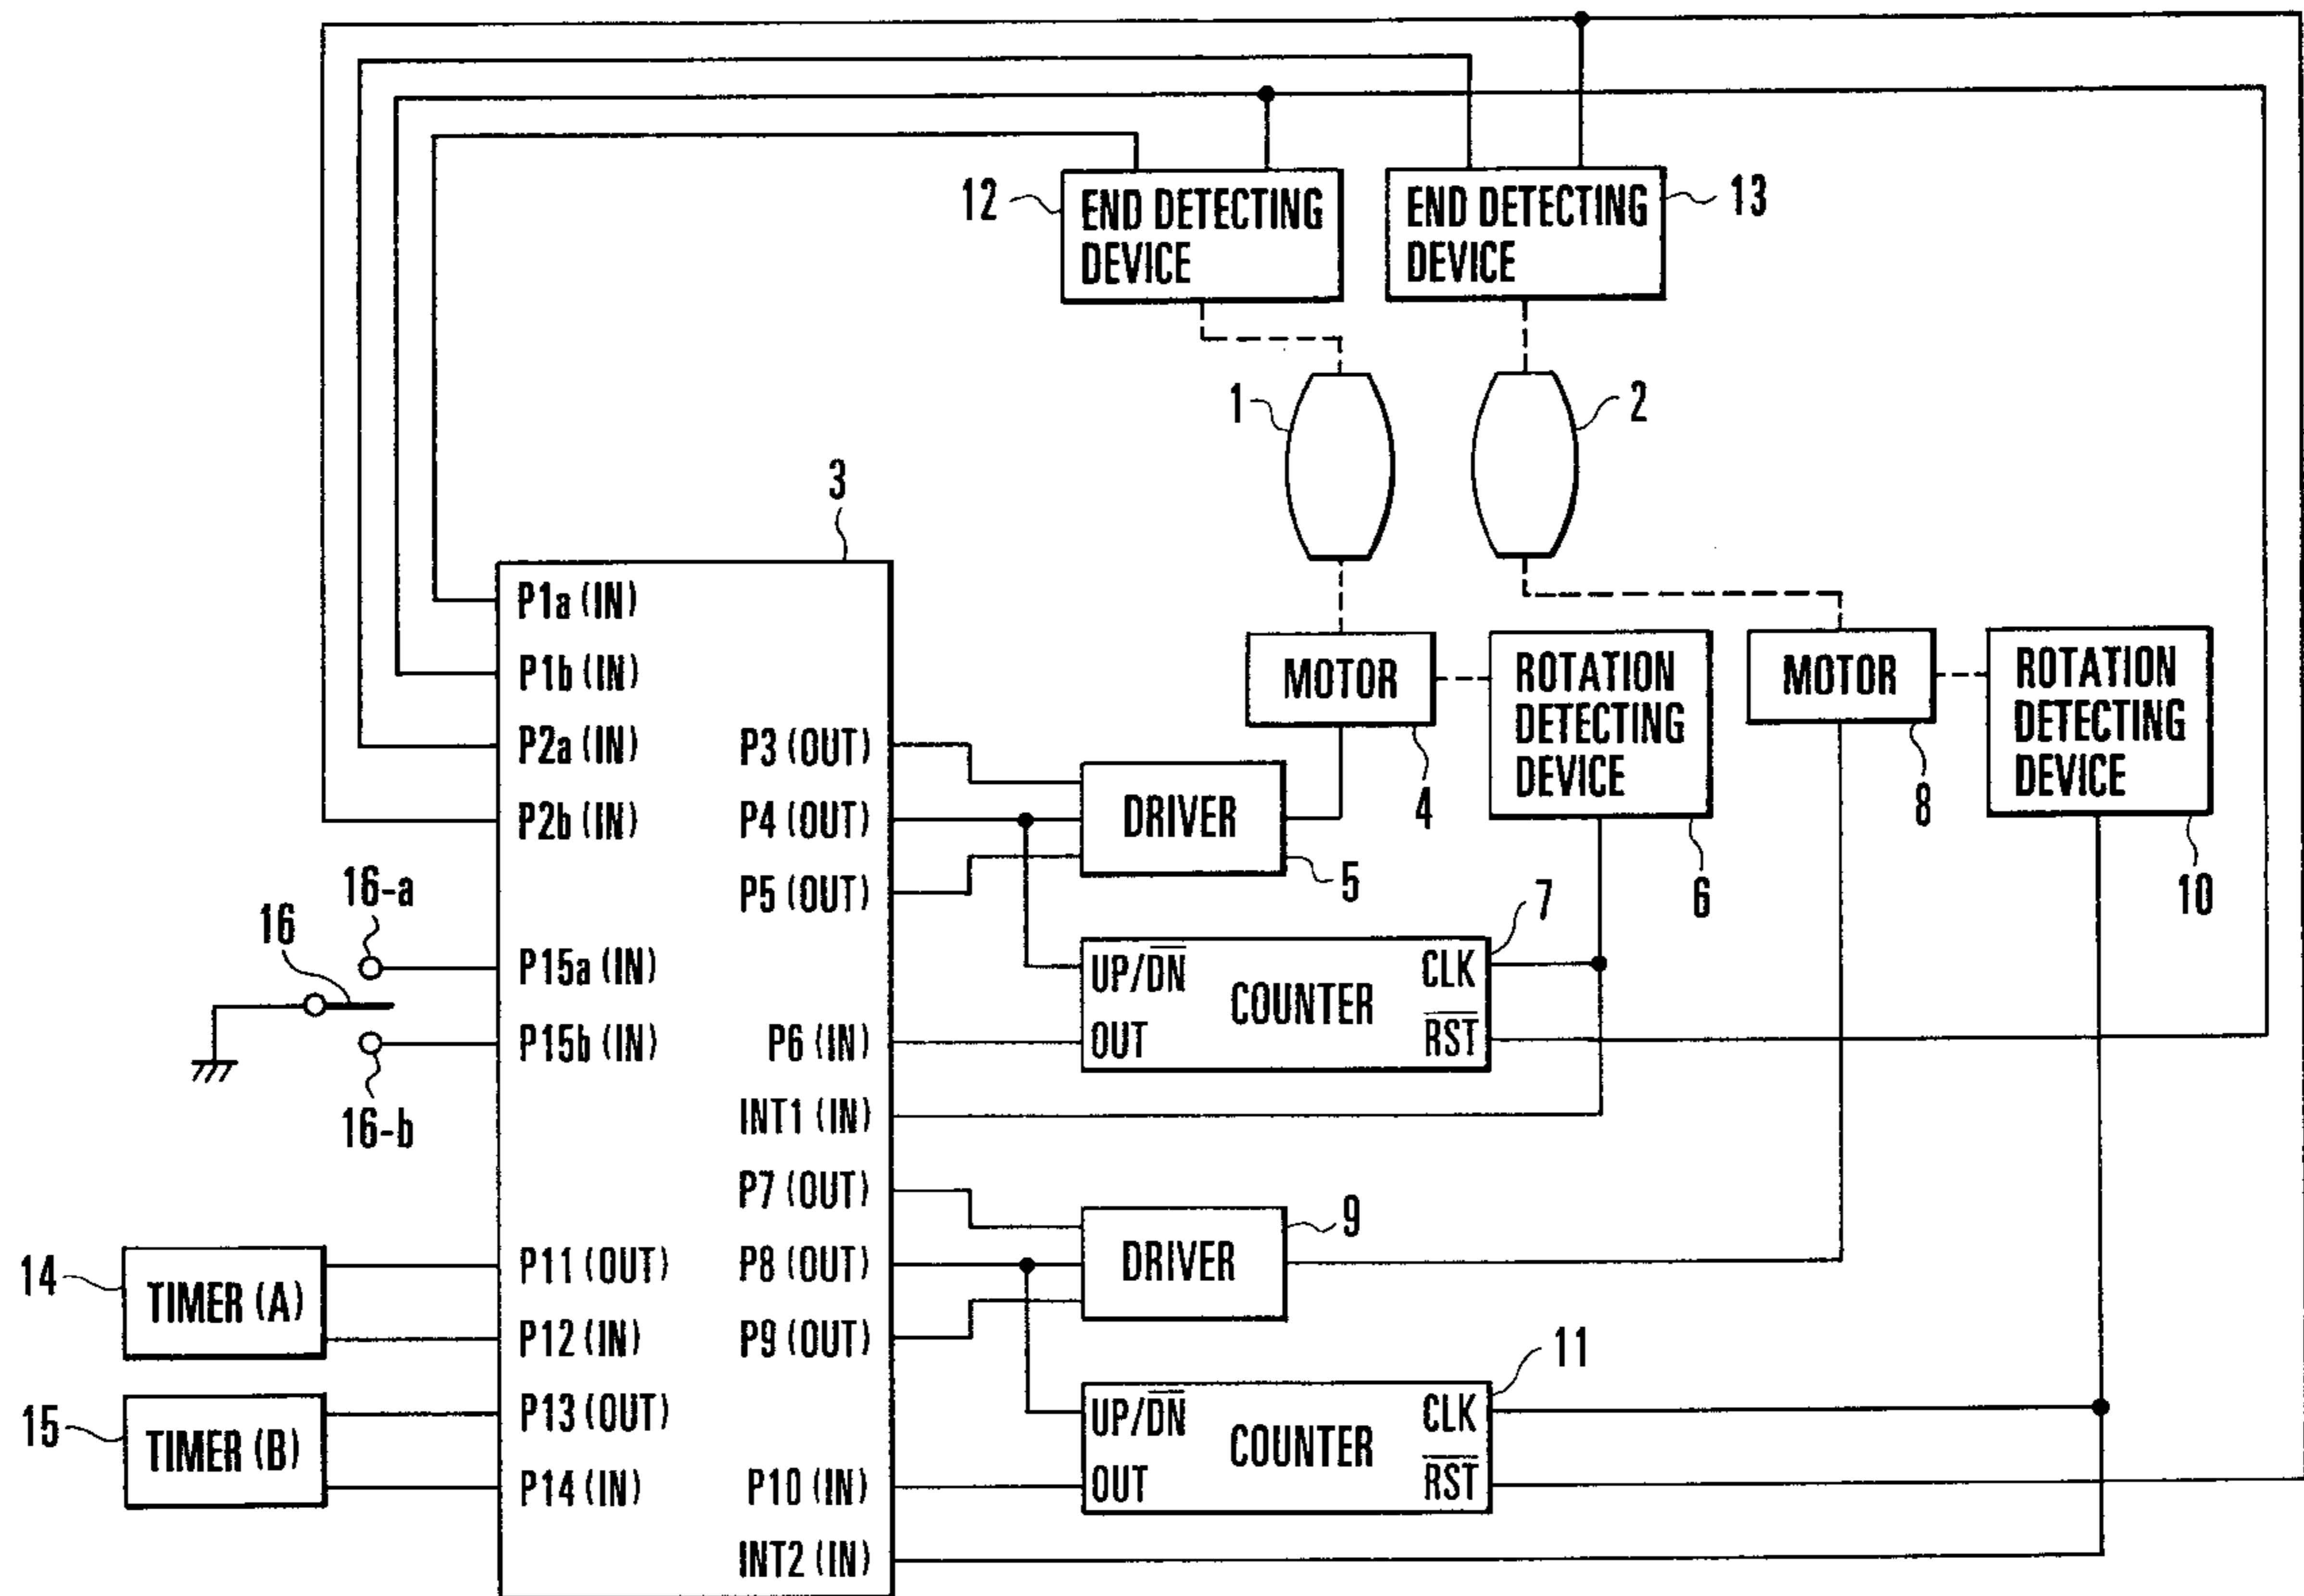 12
END DETECTING
DEVICE
END DETECTING
DEVICE
13
1
2
3
P1a (IN)
P1b (IN)
P2a (IN)
P2b (IN)
P3 (OUT)
P4 (OUT)
P5 (OUT)
MOTOR
4
ROTATION
DETECTING
DEVICE
6
MOTOR
8
ROTATION
DETECTING
DEVICE
10
DRIVER
5
16-a
16
16-b
P15a (IN)
P15b (IN)
P6 (IN)
INT1 (IN)
7
UP/D̅N̅
CLK
COUNTER
OUT
R̅S̅T̅
P7 (OUT)
P8 (OUT)
P9 (OUT)
DRIVER
9
14
TIMER (A)
P11 (OUT)
P12 (IN)
15
TIMER (B)
P13 (OUT)
P14 (IN)
P10 (IN)
INT2 (IN)
11
UP/D̅N̅
CLK
COUNTER
OUT
R̅S̅T̅